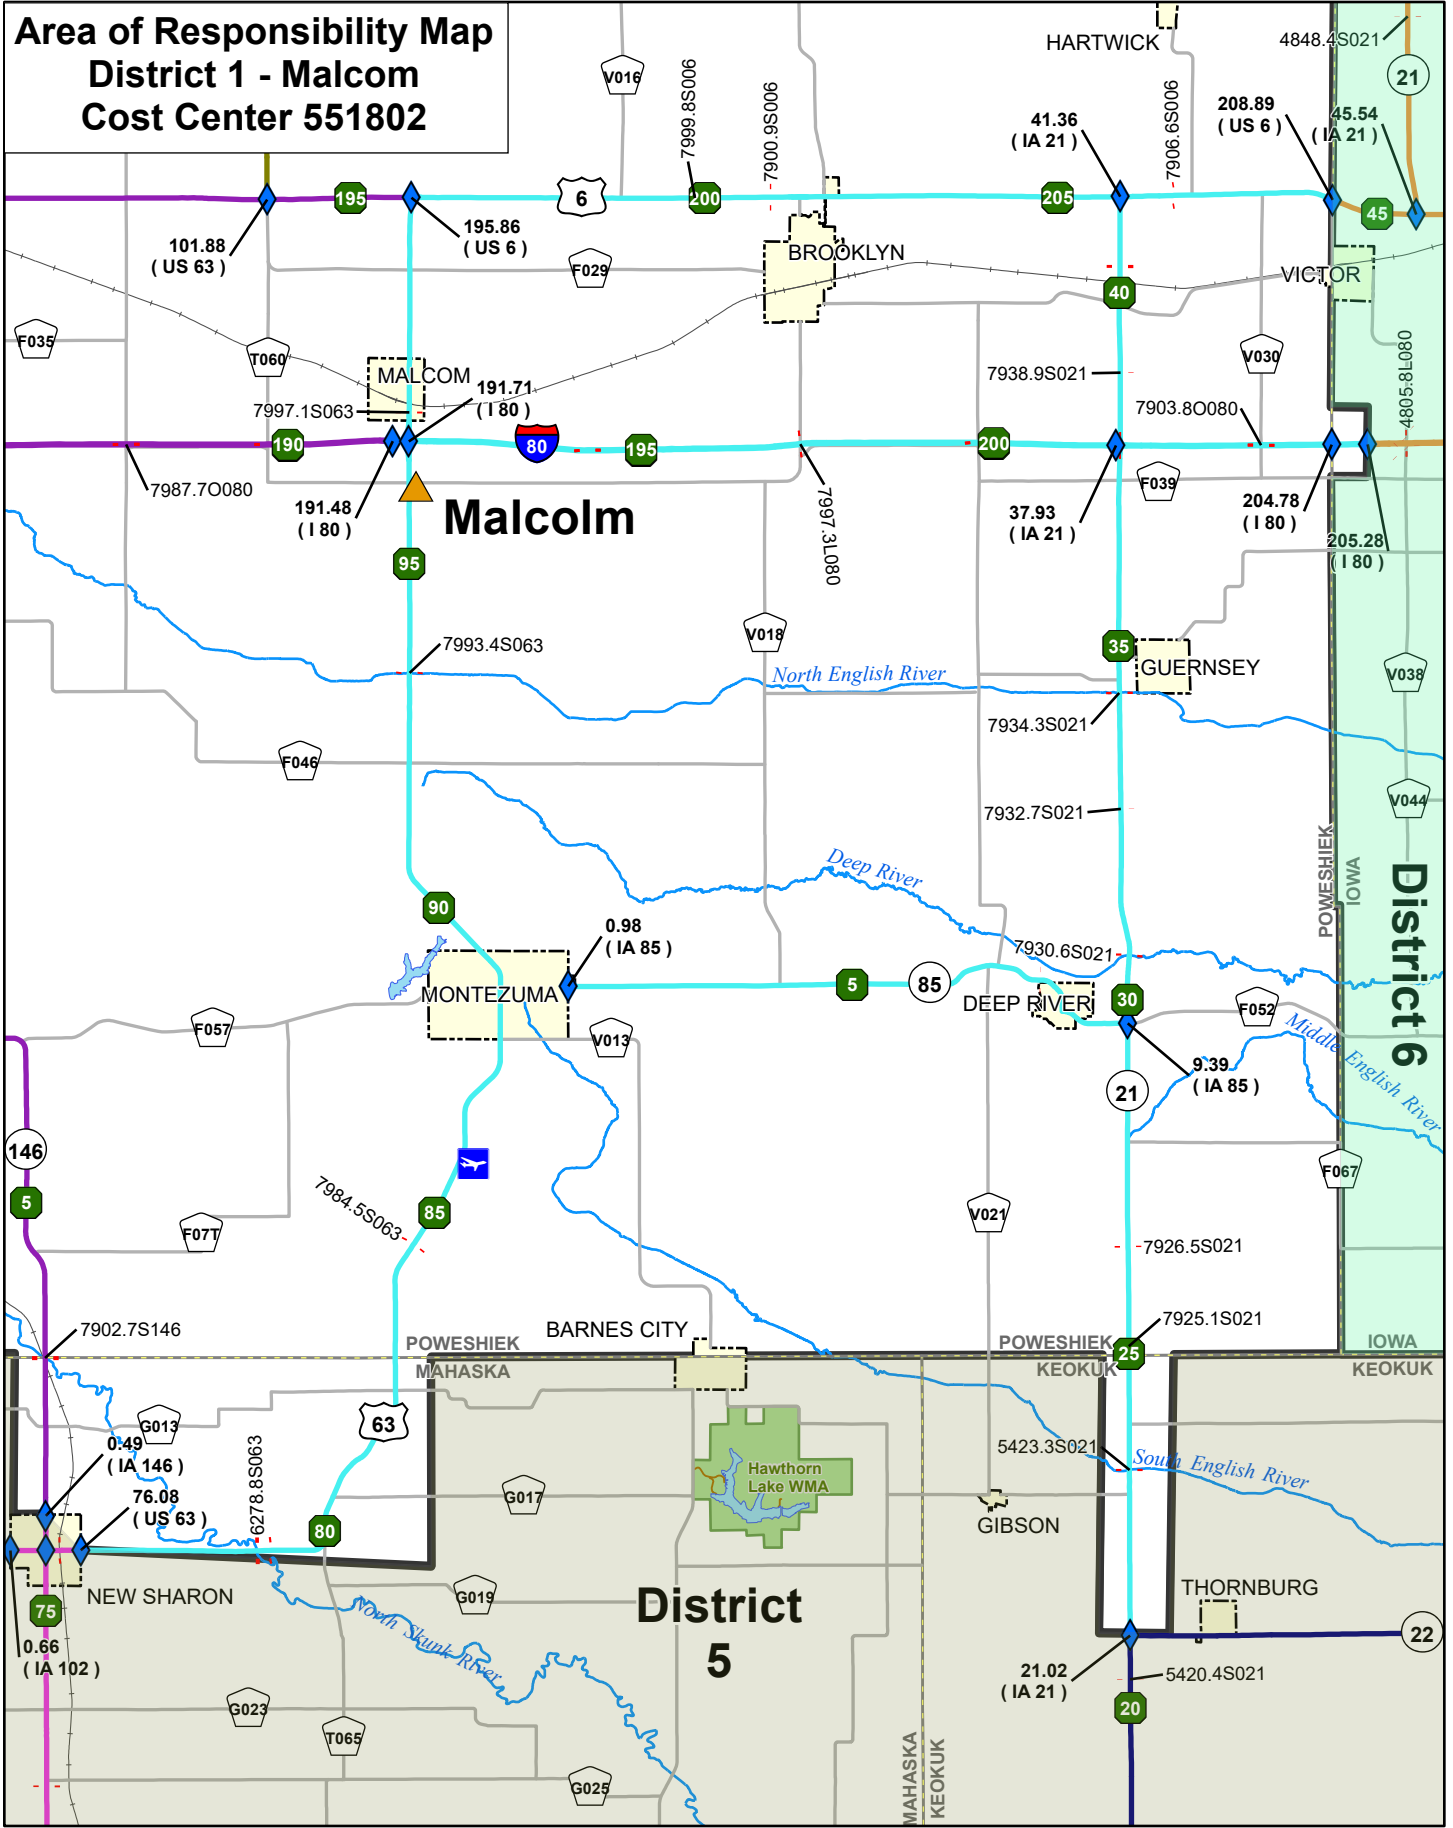 Area of Responsibility Map
District 1 - Malcom
Cost Center 551802
V016
7999.8S006
7900.9S006
HARTWICK
7906.6S006
4848.4S021
21
41.36
( IA 21 )
208.89
( US 6 )
45.54
( IA 21 )
195
6
200
205
45
101.88
( US 63 )
195.86
( US 6 )
F029
BROOKLYN
VICTOR
40
F035
T060
V030
4805.8L080
MALCOM
191.71
( I 80 )
7938.9S021
7997.1S063
7903.8O080
190
80
195
200
7987.7O080
191.48
( I 80 )
Malcolm
7997.3L080
37.93
( IA 21 )
F039
204.78
( I 80 )
205.28
( I 80 )
95
V018
35
GUERNSEY
7993.4S063
North English River
V038
7934.3S021
F046
7932.7S021
V044
Deep River
POWESHIEK
IOWA
District 6
90
0.98
( IA 85 )
7930.6S021
MONTEZUMA
5
85
DEEP RIVER
30
F052
F057
V013
Middle English River
9.39
( IA 85 )
21
146
5
F067
7984.5S063
85
V021
F07T
7926.5S021
7902.7S146
7925.1S021
BARNES CITY
POWESHIEK
MAHASKA
POWESHIEK
KEOKUK
25
IOWA
KEOKUK
63
G013
0.49
( IA 146 )
6278.8S063
5423.3S021
South English River
Hawthorn
Lake WMA
76.08
( US 63 )
G017
80
GIBSON
NEW SHARON
75
G019
District
5
THORNBURG
22
0.66
( IA 102 )
North Skunk River
21.02
( IA 21 )
5420.4S021
20
G023
T065
MAHASKA
KEOKUK
G025